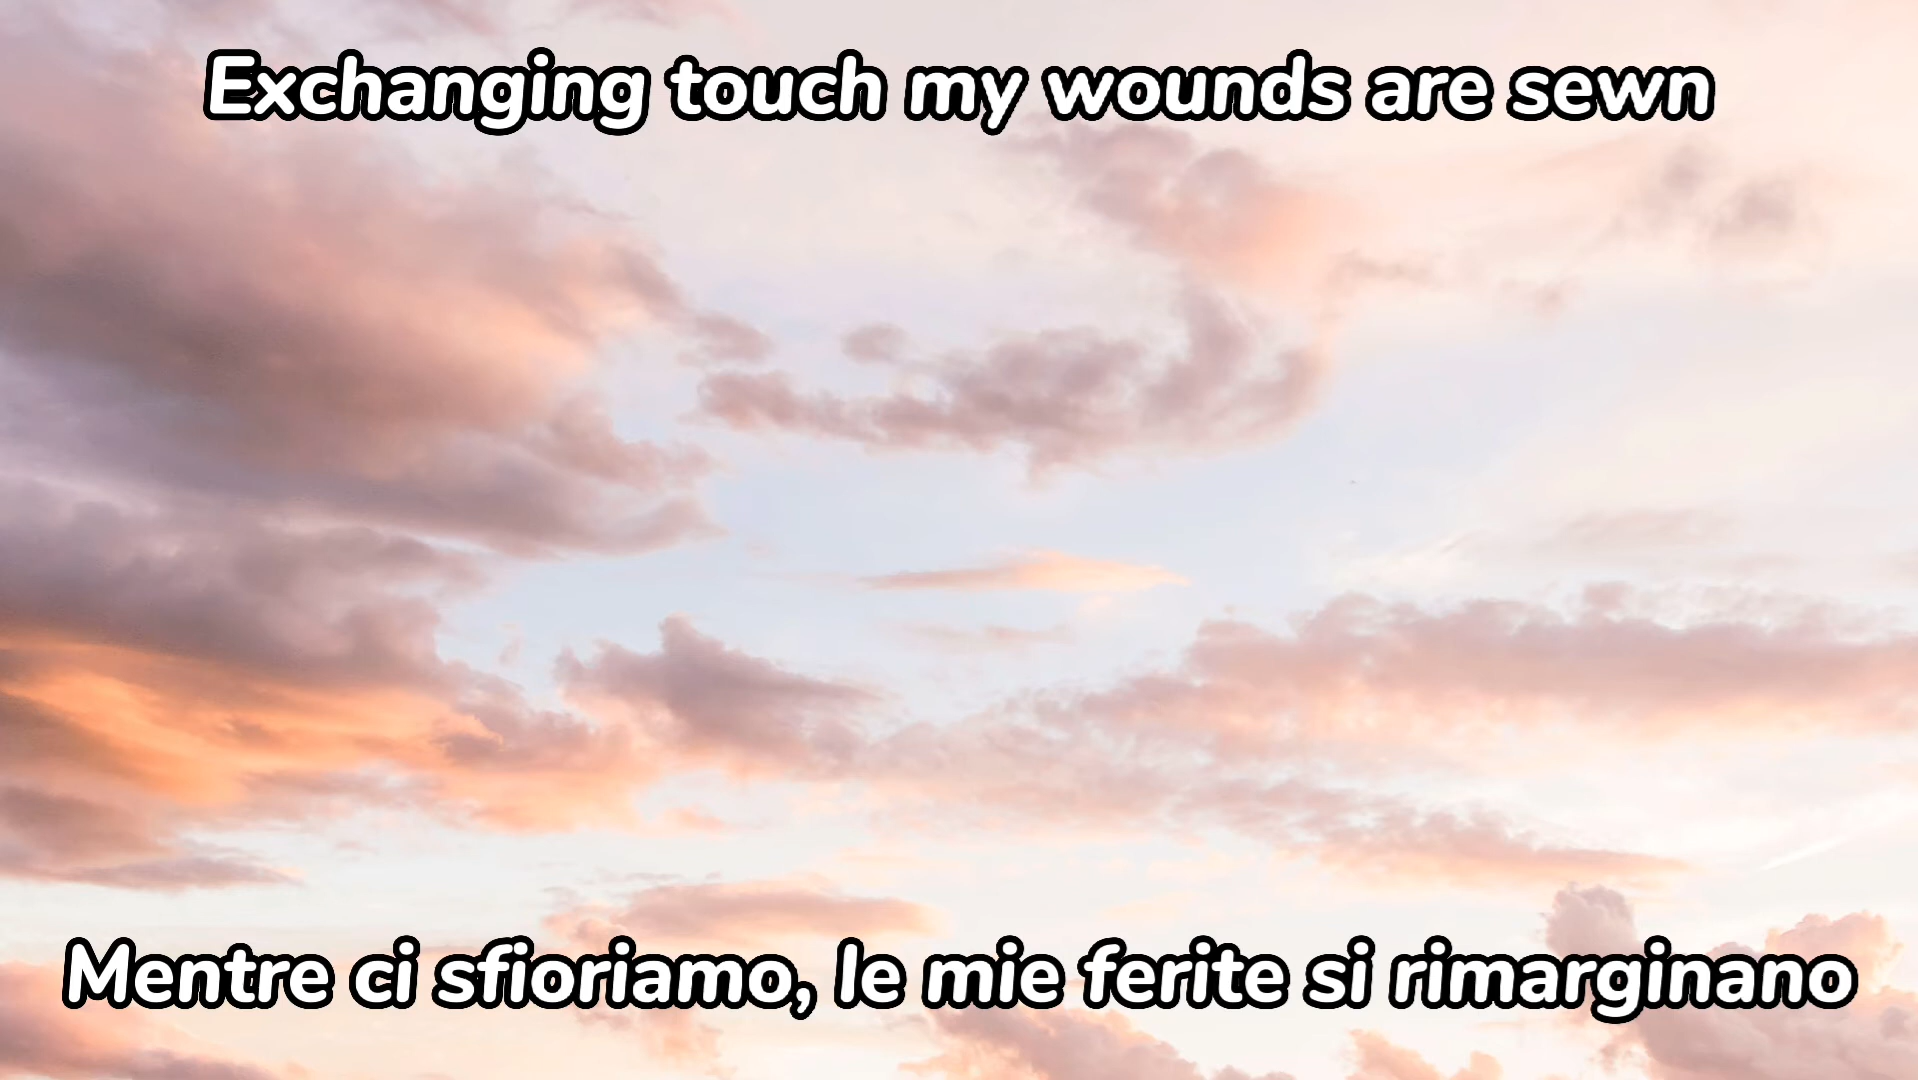 Exchanging touch my wounds are sewn
Mentre ci sfioriamo, le mie ferite si rimarginano